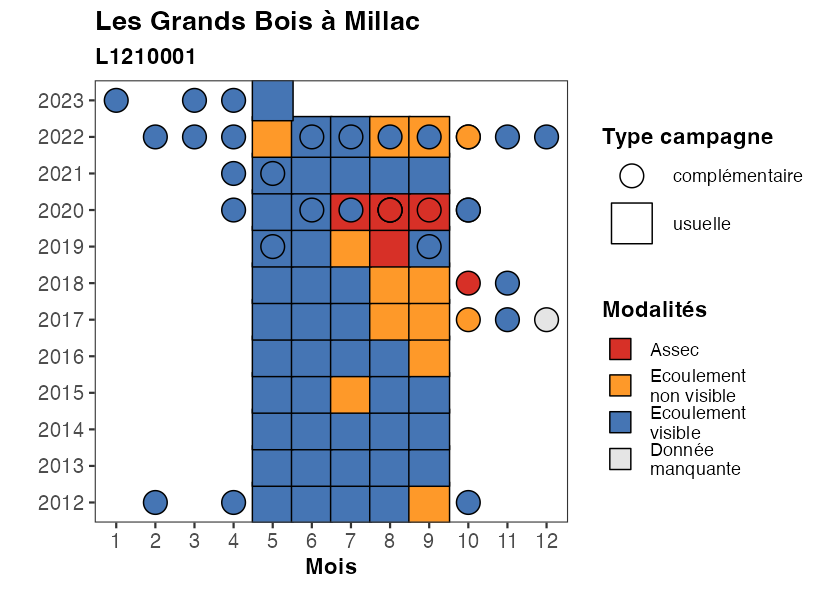 Les Grands Bois à Millac
L1210001
2023
2022
2021
2020
2019
2018
2017
2016
2015
2014
2013
2012
1 2 3 4 5 6 7 8 9 10 11 12
Mois
Type campagne
complémentaire
usuelle
Modalités
Assec
Ecoulement
non visible
Ecoulement
visible
Donnée
manquante